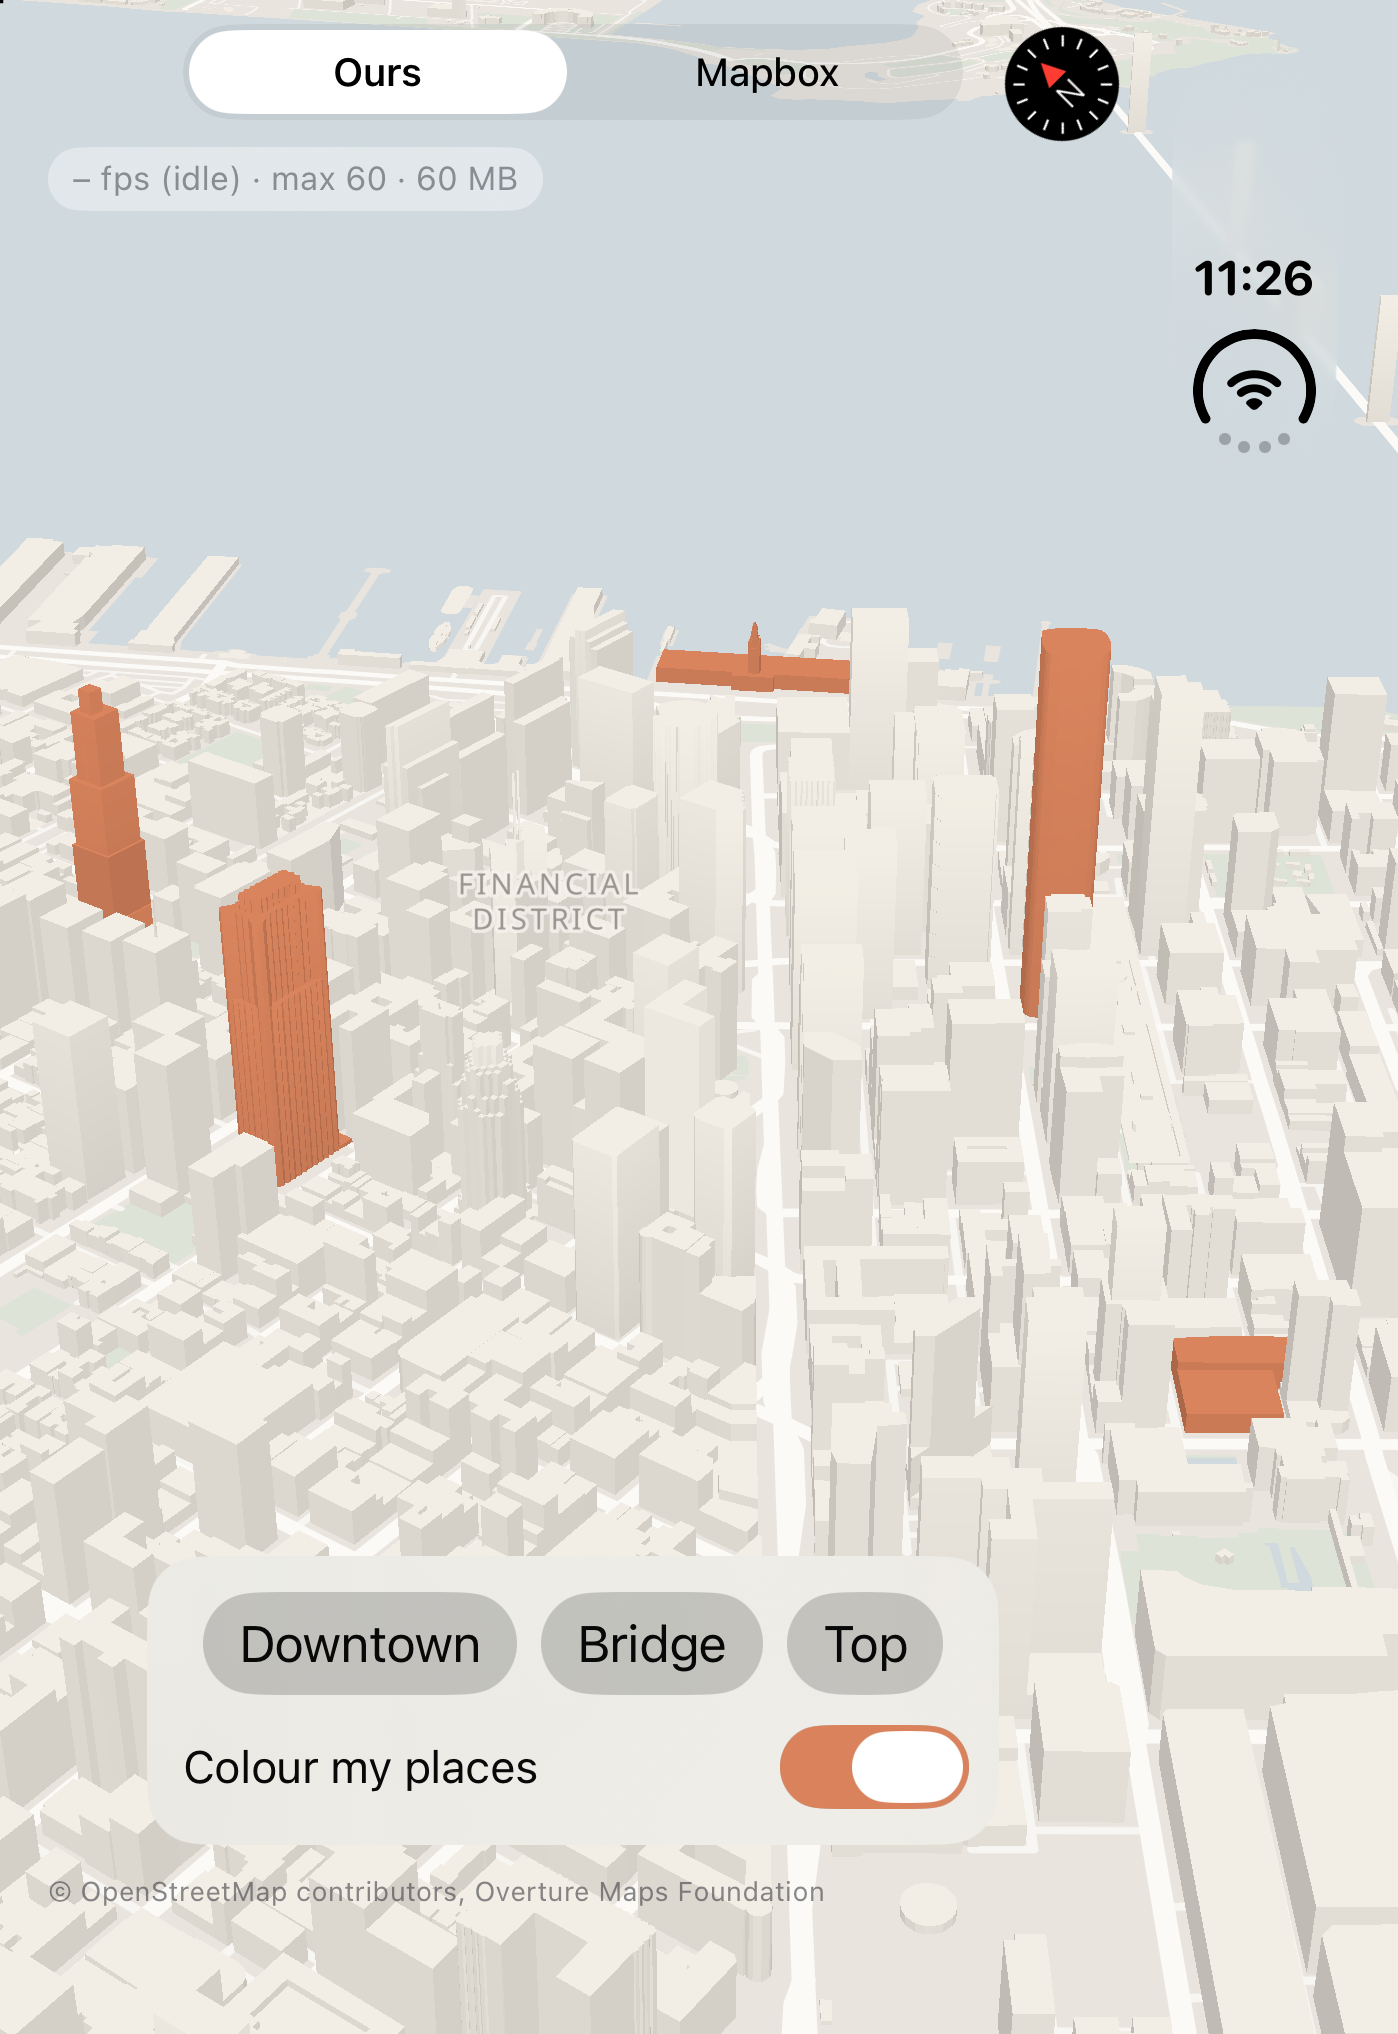 Ours
Mapbox
N
– fps (idle) · max 60 · 60 MB
11:26
FINANCIAL
DISTRICT
Downtown
Bridge
Top
Colour my places
© OpenStreetMap contributors, Overture Maps Foundation